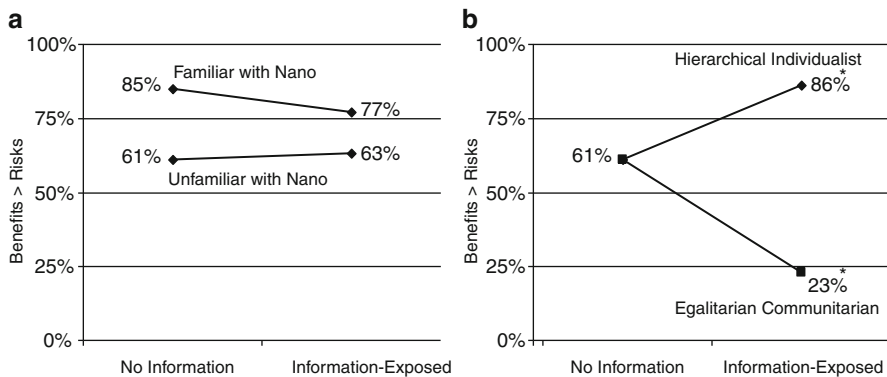 a
Benefits > Risks
100%
75%
50%
25%
0%
85%
Familiar with Nano
77%
61%
63%
Unfamiliar with Nano
No Information
Information-Exposed
b
Benefits > Risks
100%
75%
50%
25%
0%
Hierarchical Individualist
86%*
61%
23%*
Egalitarian Communitarian
No Information
Information-Exposed